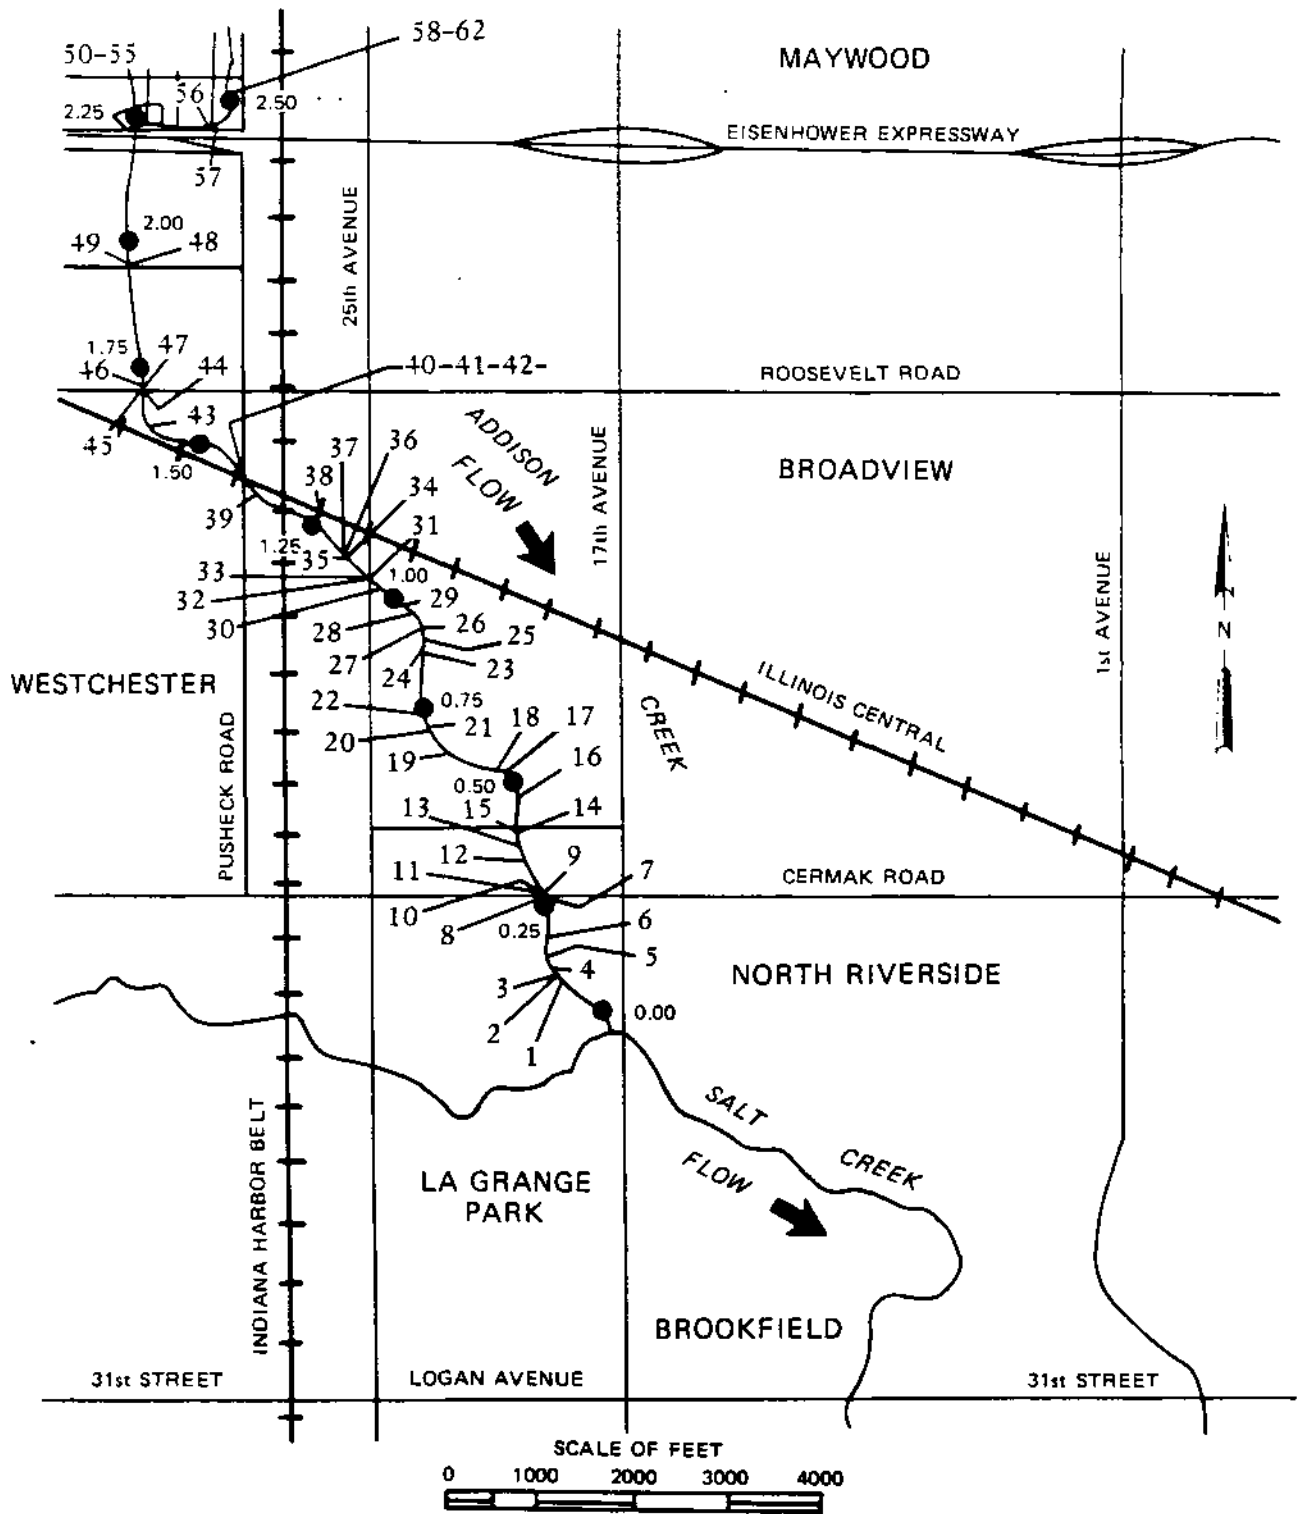 58-62
50-55
MAYWOOD
56
2.25
2.50
EISENHOWER EXPRESSWAY
57
25th AVENUE
2.00
49
48
1.75
47
46
44
40-41-42-
ROOSEVELT ROAD
43
45
37
36
ADDISON
FLOW
17th AVENUE
BROADVIEW
1.50
38
34
39
31
1.25
35
33
1.00
1st AVENUE
32
29
30
28
26
25
N
27
24
23
WESTCHESTER
ILLINOIS CENTRAL
22
0.75
21
18
17
CREEK
20
19
16
PUSHECK ROAD
0.50
13
15
14
12
9
11
7
CERMAK ROAD
10
8
0.25
6
5
4
NORTH RIVERSIDE
3
2
0.00
1
SALT
CREEK
FLOW
INDIANA HARBOR BELT
LA GRANGE
PARK
BROOKFIELD
31st STREET
LOGAN AVENUE
31st STREET
SCALE OF FEET
0 1000 2000 3000 4000